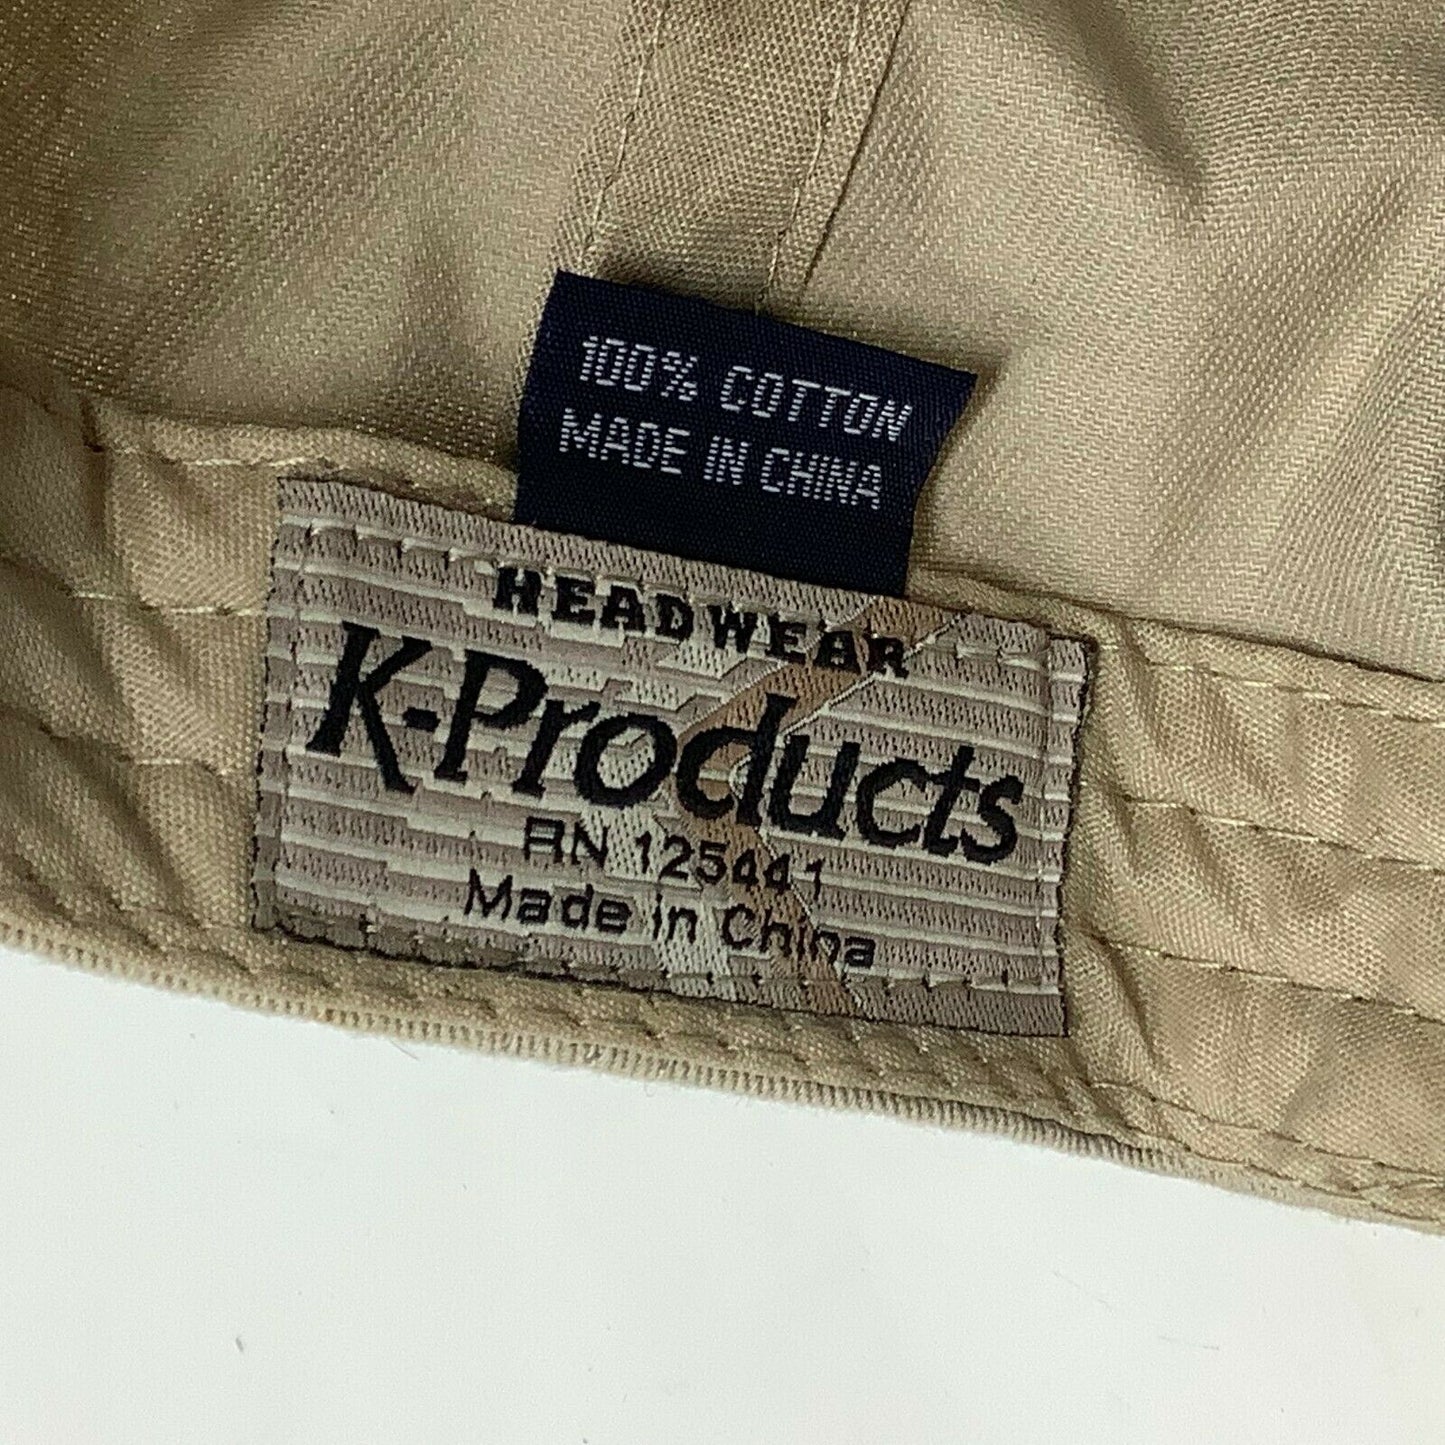 100% COTTON
MADE IN CHINA
HEADWEAR
K-Products
RN 125441
Made in China